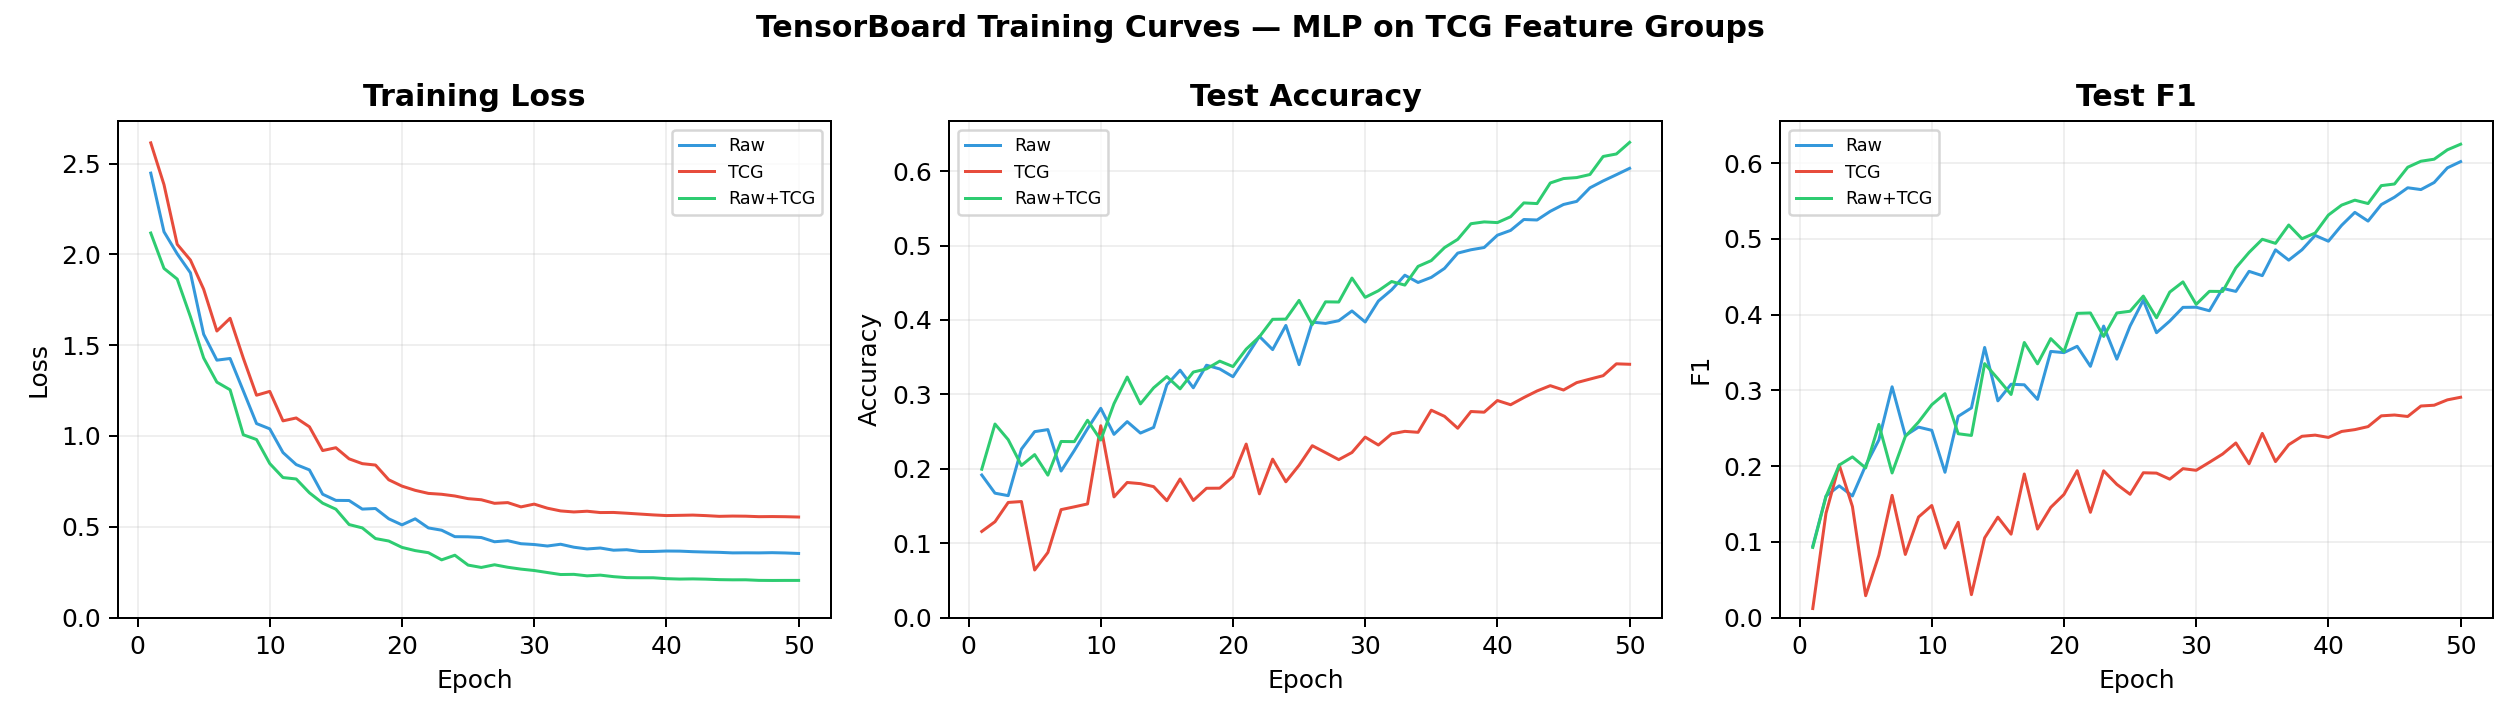 TensorBoard Training Curves — MLP on TCG Feature Groups
Training Loss
Loss
2.5
2.0
1.5
1.0
0.5
0.0
0 10 20 30 40 50
Epoch
Raw
TCG
Raw+TCG
Test Accuracy
Accuracy
0.6
0.5
0.4
0.3
0.2
0.1
0.0
0 10 20 30 40 50
Epoch
Raw
TCG
Raw+TCG
Test F1
F1
0.6
0.5
0.4
0.3
0.2
0.1
0.0
0 10 20 30 40 50
Epoch
Raw
TCG
Raw+TCG